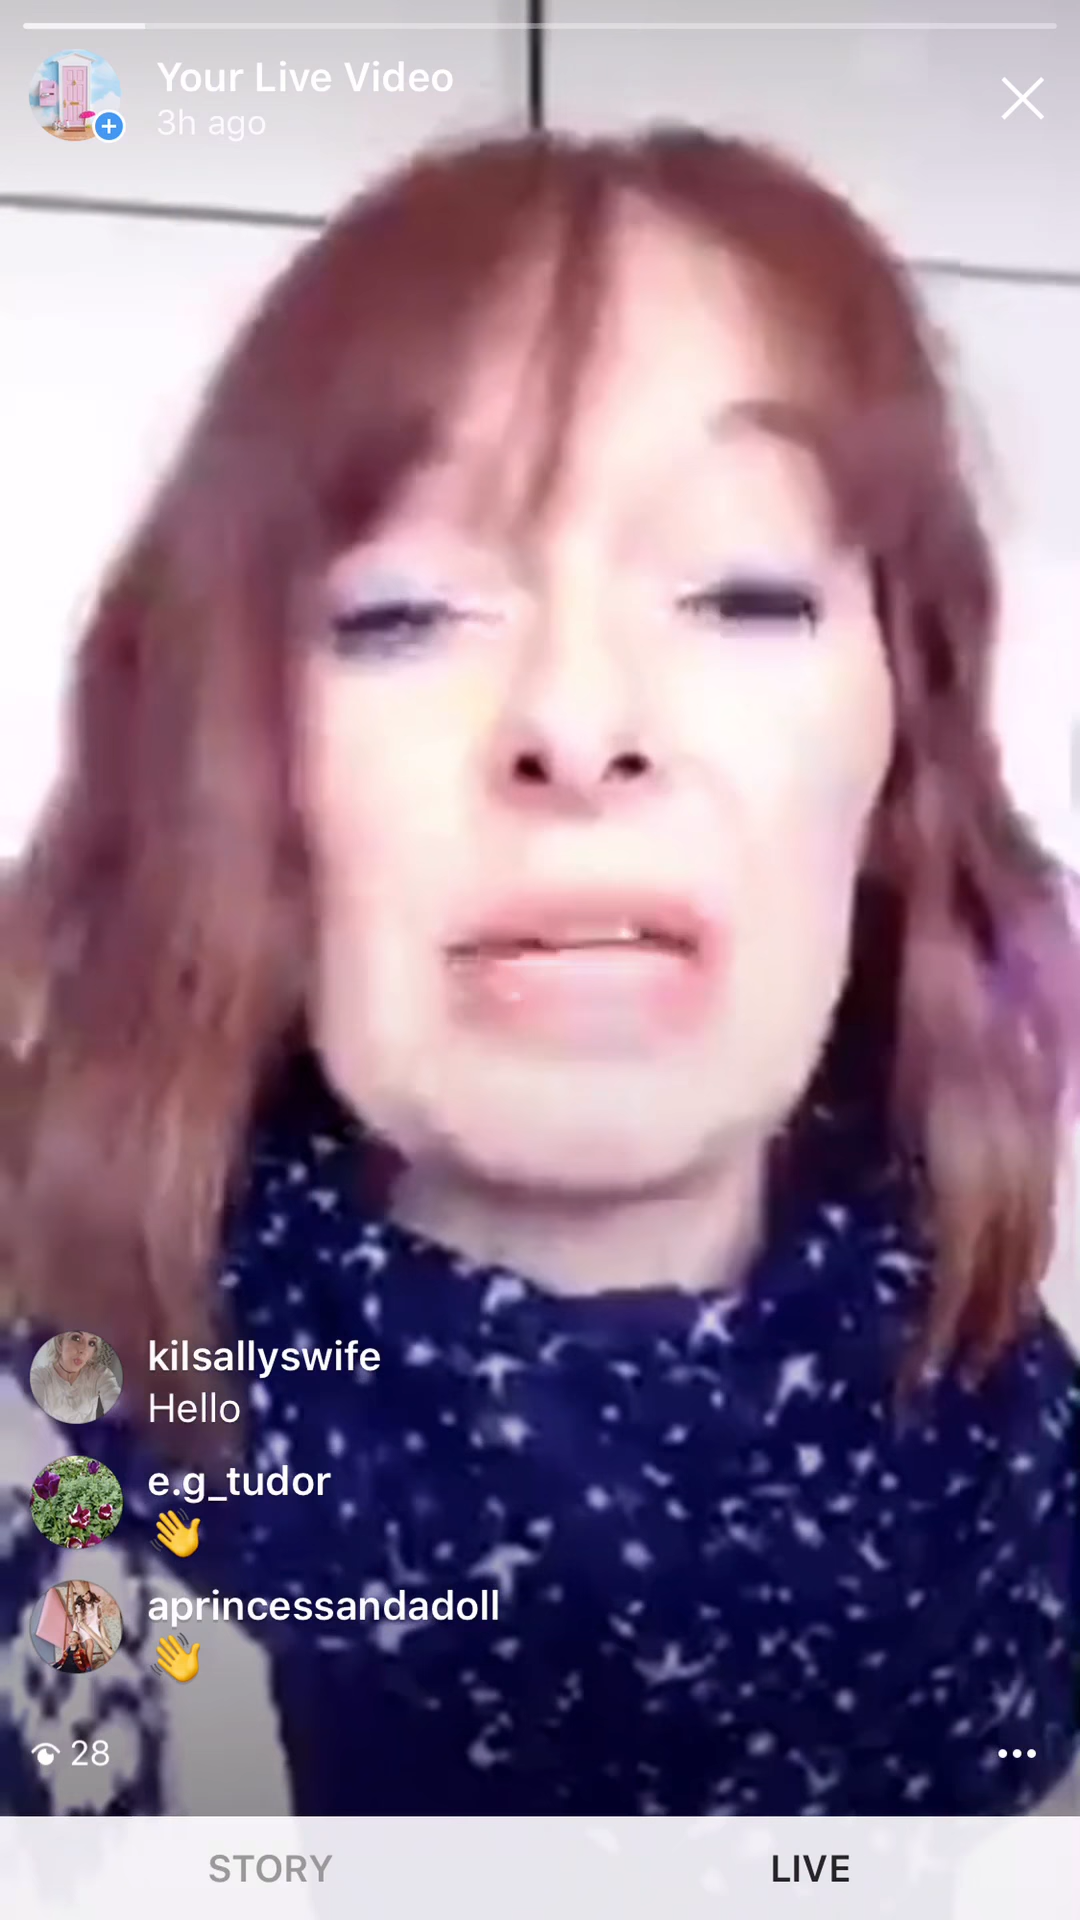 Your Live Video
3h ago
kilsallyswife
Hello
e.g_tudor
👋
aprincessandadoll
👋
28
STORY
LIVE